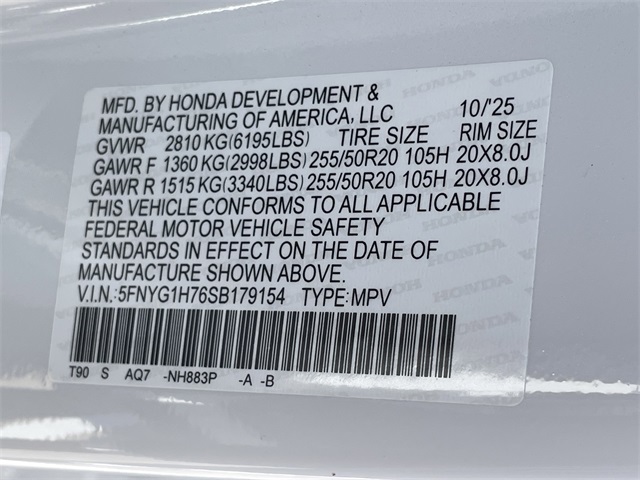 MFD. BY HONDA DEVELOPMENT & 10/'25
MANUFACTURING OF AMERICA, LLC
GVWR 2810 KG(6195LBS) TIRE SIZE RIM SIZE
GAWR F 1360 KG(2998LBS) 255/50R20 105H 20X8.0J
GAWR R 1515 KG(3340LBS) 255/50R20 105H 20X8.0J
THIS VEHICLE CONFORMS TO ALL APPLICABLE
FEDERAL MOTOR VEHICLE SAFETY
STANDARDS IN EFFECT ON THE DATE OF
MANUFACTURE SHOWN ABOVE.
V.I.N.:5FNYG1H76SB179154 TYPE:MPV
T90 S AQ7 -NH883P -A -B
HONDA